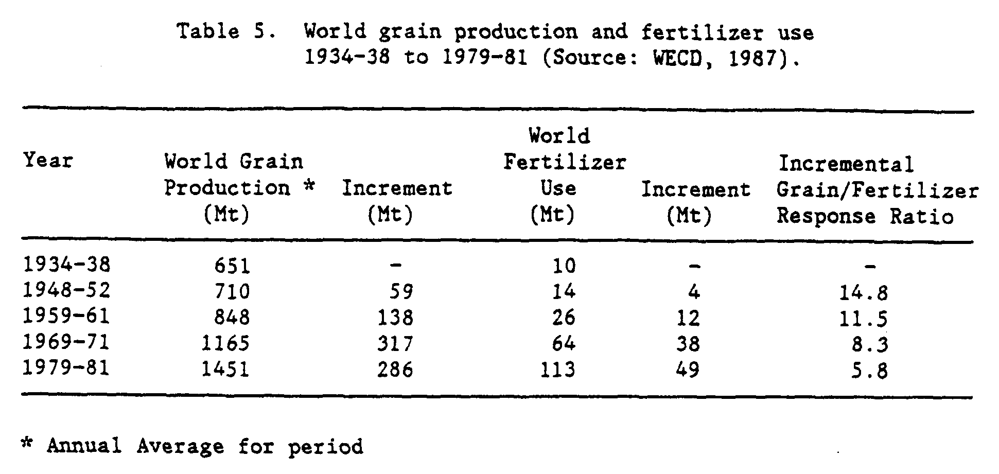 Table 5. World grain production and fertilizer use
1934-38 to 1979-81 (Source: WECD, 1987).
World
Year World Grain Fertilizer Incremental
Production * Increment Use Increment Grain/Fertilizer
(Mt) (Mt) (Mt) (Mt) Response Ratio
1934-38 651 - 10 - -
1948-52 710 59 14 4 14.8
1959-61 848 138 26 12 11.5
1969-71 1165 317 64 38 8.3
1979-81 1451 286 113 49 5.8
* Annual Average for period